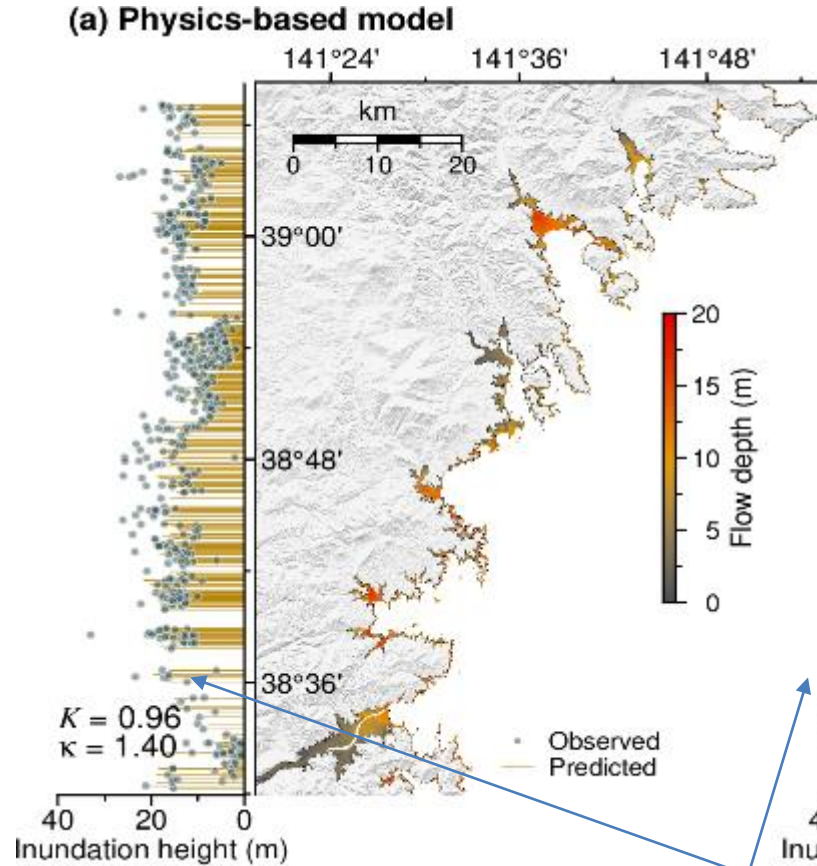 (a) Physics-based model
141°24' 141°36' 141°48'
km
0 10 20
39°00'
38°48'
38°36'
20
15
10
5
0
Flow depth (m)
K = 0.96
κ = 1.40
Observed
Predicted
40 20 0
Inundation height (m)
4
Inu